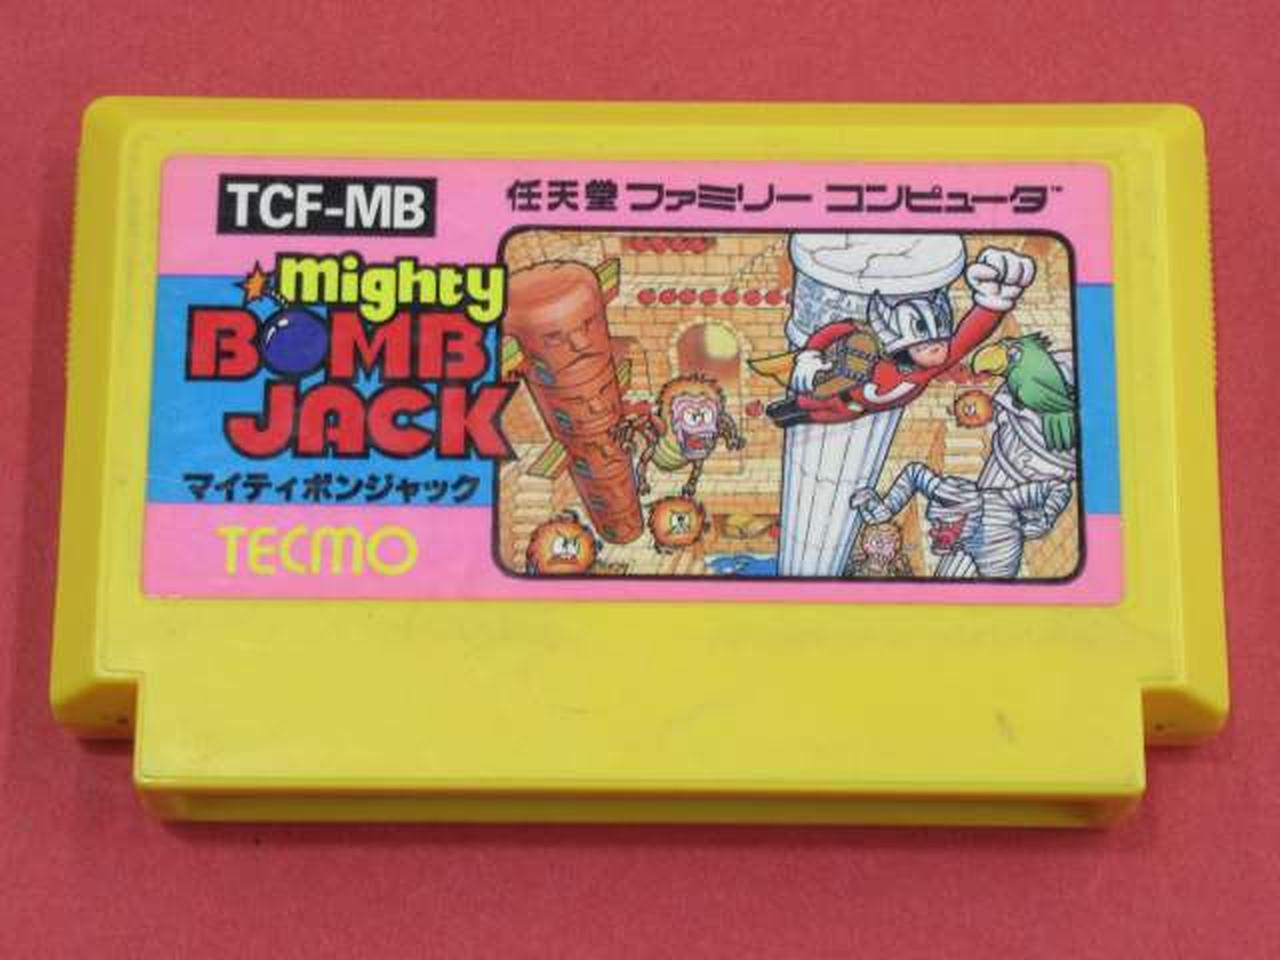 TCF-MB
任天堂 ファミリー コンピュータ™
Mighty
BOMB
JACK
マイティボンジャック
TECMO